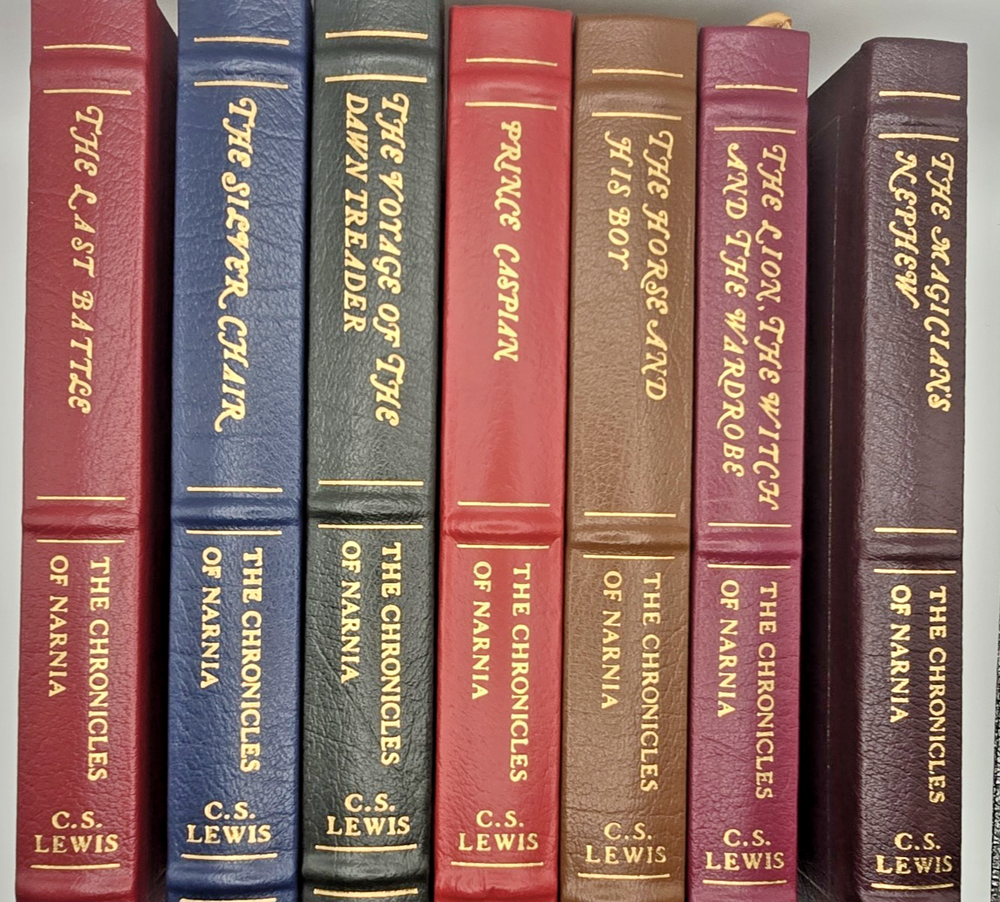 THE LAST BATTLE
THE CHRONICLES
OF NARNIA
C.S.
LEWIS
THE SILVER CHAIR
THE CHRONICLES
OF NARNIA
C.S.
LEWIS
THE VOYAGE OF THE
DAWN TREADER
THE CHRONICLES
OF NARNIA
C.S.
LEWIS
PRINCE CASPIAN
THE CHRONICLES
OF NARNIA
C.S.
LEWIS
THE HORSE AND
HIS BOY
THE CHRONICLES
OF NARNIA
C.S.
LEWIS
THE LION, THE WITCH
AND THE WARDROBE
THE CHRONICLES
OF NARNIA
C.S.
LEWIS
THE MAGICIANS
NEPHEW
THE CHRONICLES
OF NARNIA
C.S.
LEWIS